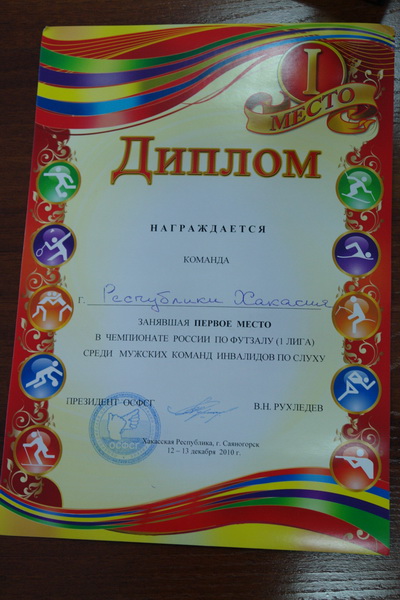 I
МЕСТО
ДИПЛОМ
НАГРАЖДАЕТСЯ
КОМАНДА
г. Республики Хакасия
ЗАНЯВШАЯ ПЕРВОЕ МЕСТО
В ЧЕМПИОНАТЕ РОССИИ ПО ФУТЗАЛУ (1 ЛИГА)
СРЕДИ МУЖСКИХ КОМАНД ИНВАЛИДОВ ПО СЛУХУ
ПРЕЗИДЕНТ ОСФСГ В.Н. РУХЛЕДЕВ
ОСФСГ
Хакасская Республика, г. Саяногорск
12 – 13 декабря 2010 г.